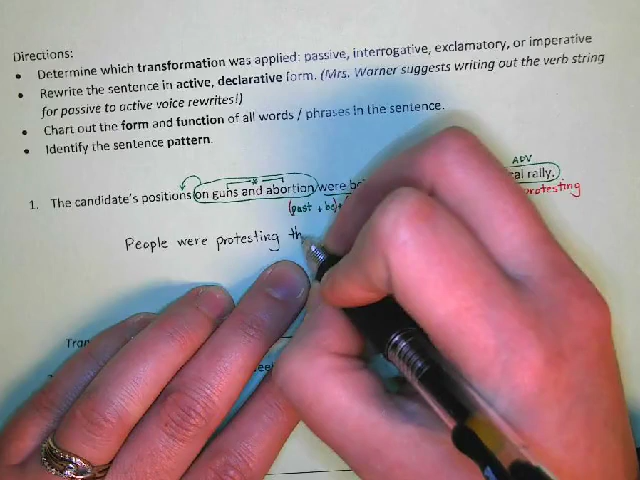 Directions:
• Determine which transformation was applied: passive, interrogative, exclamatory, or imperative
• Rewrite the sentence in active, declarative form. (Mrs. Warner suggests writing out the verb string
for passive to active voice rewrites!)
• Chart out the form and function of all words / phrases in the sentence.
• Identify the sentence pattern.
ADV
1. The candidate's positions on guns and abortion were rally.
(past + be) + protesting
People were protesting th